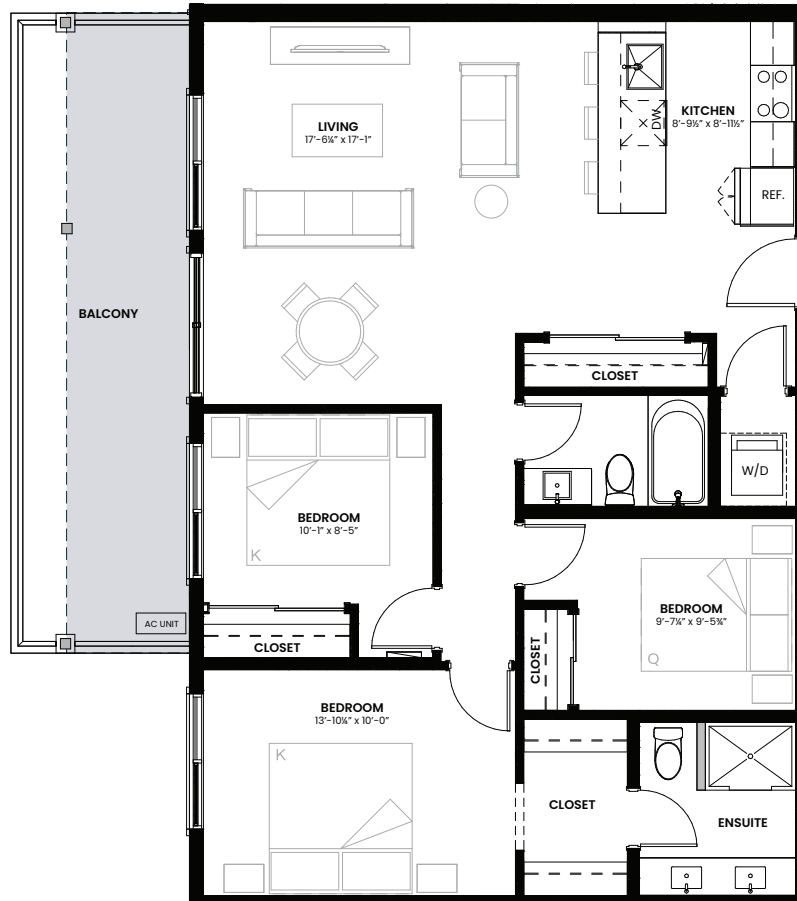 LIVING
17'-6¼" x 17'-1"
KITCHEN
8'-9½" x 8'-11½"
DW
REF.
BALCONY
CLOSET
W/D
BEDROOM
10'-1" x 8'-5"
K
BEDROOM
9'-7¼" x 9'-5¾"
Q
AC UNIT
CLOSET
CLOSET
BEDROOM
13'-10¼" x 10'-0"
K
CLOSET
ENSUITE